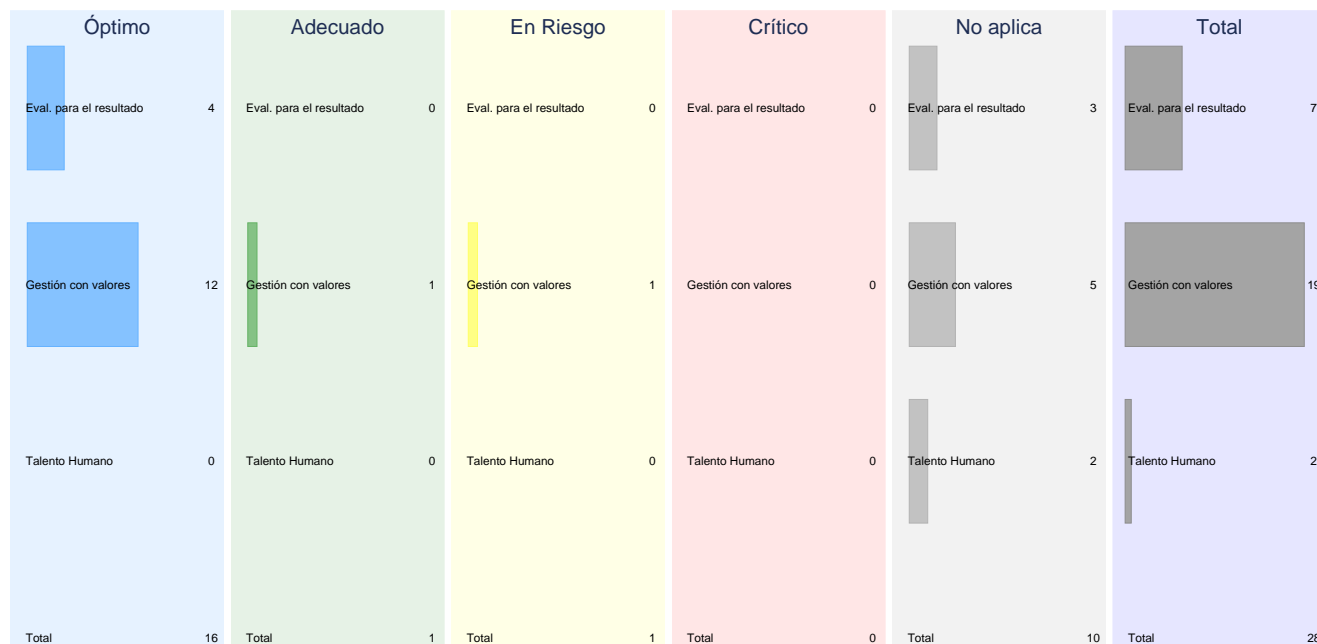 Óptimo Adecuado En Riesgo Crítico No aplica Total
Eval. para el resultado 4 Eval. para el resultado 0 Eval. para el resultado 0 Eval. para el resultado 0 Eval. para el resultado 3 Eval. para el resultado 7
Gestión con valores 12 Gestión con valores 1 Gestión con valores 1 Gestión con valores 0 Gestión con valores 5 Gestión con valores 19
Talento Humano 0 Talento Humano 0 Talento Humano 0 Talento Humano 0 Talento Humano 2 Talento Humano 2
Total 16 Total 1 Total 1 Total 0 Total 10 Total 28